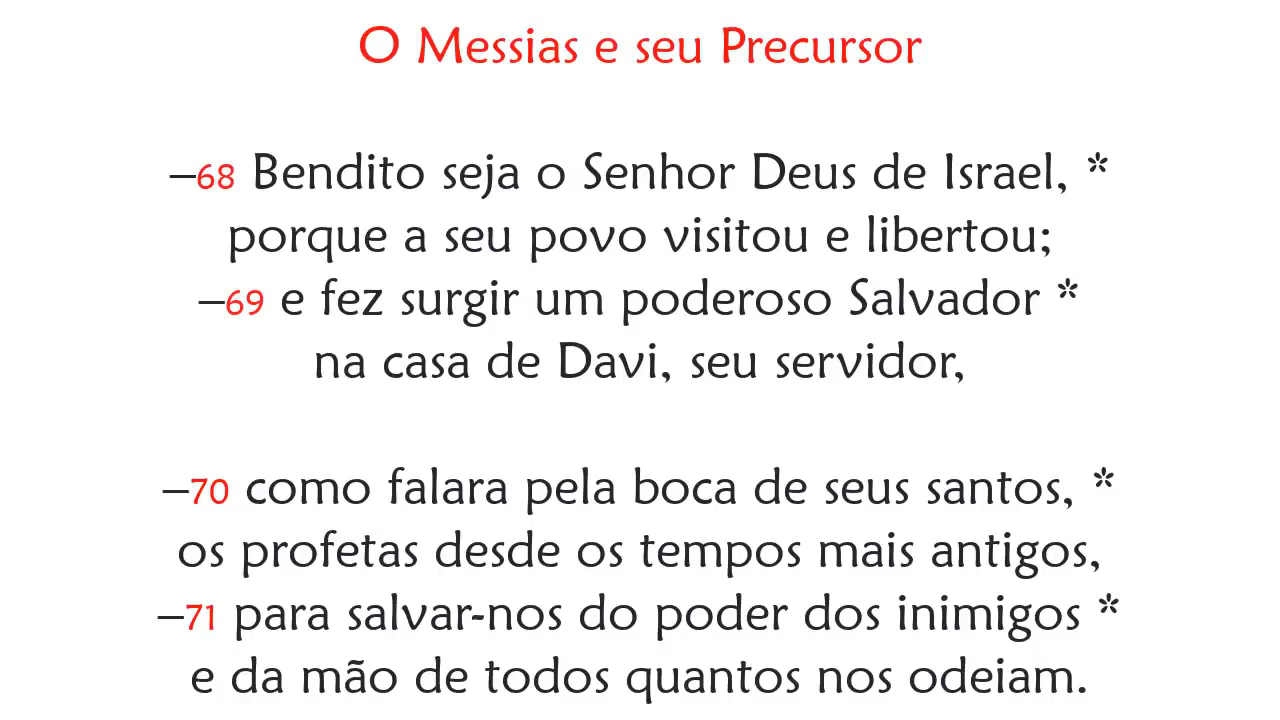 O Messias e seu Precursor
–68 Bendito seja o Senhor Deus de Israel, *
porque a seu povo visitou e libertou;
–69 e fez surgir um poderoso Salvador *
na casa de Davi, seu servidor,
–70 como falara pela boca de seus santos, *
os profetas desde os tempos mais antigos,
–71 para salvar-nos do poder dos inimigos *
e da mão de todos quantos nos odeiam.